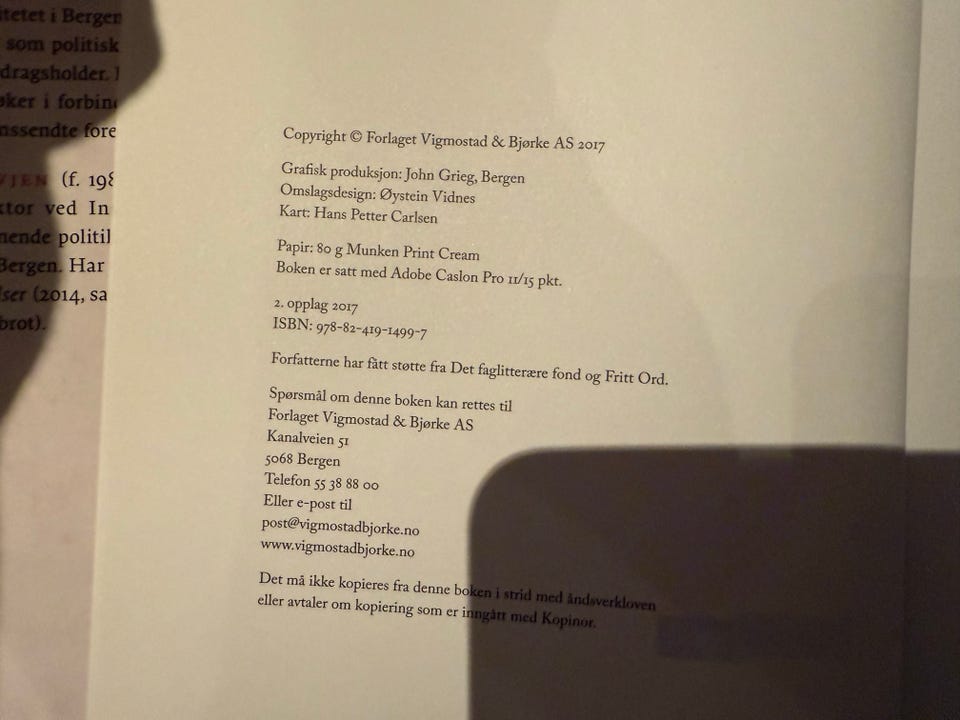 itetet i Bergen
som politisk
dragsholder.
øker i forbin
nssendte fore
VJEN (f. 198
ktor ved In
nende politi
Bergen. Har
lser (2014, sa
brot).
Copyright © Forlaget Vigmostad & Bjørke AS 2017
Grafisk produksjon: John Grieg, Bergen
Omslagsdesign: Øystein Vidnes
Kart: Hans Petter Carlsen
Papir: 80 g Munken Print Cream
Boken er satt med Adobe Caslon Pro 11/15 pkt.
2. opplag 2017
ISBN: 978-82-419-1499-7
Forfatterne har fått støtte fra Det faglitterære fond og Fritt Ord.
Spørsmål om denne boken kan rettes til
Forlaget Vigmostad & Bjørke AS
Kanalveien 51
5068 Bergen
Telefon 55 38 88 00
Eller e-post til
post@vigmostadbjorke.no
www.vigmostadbjorke.no
Det må ikke kopieres fra denne boken i strid med åndsverkloven
eller avtaler om kopiering som er inngått med Kopinor.